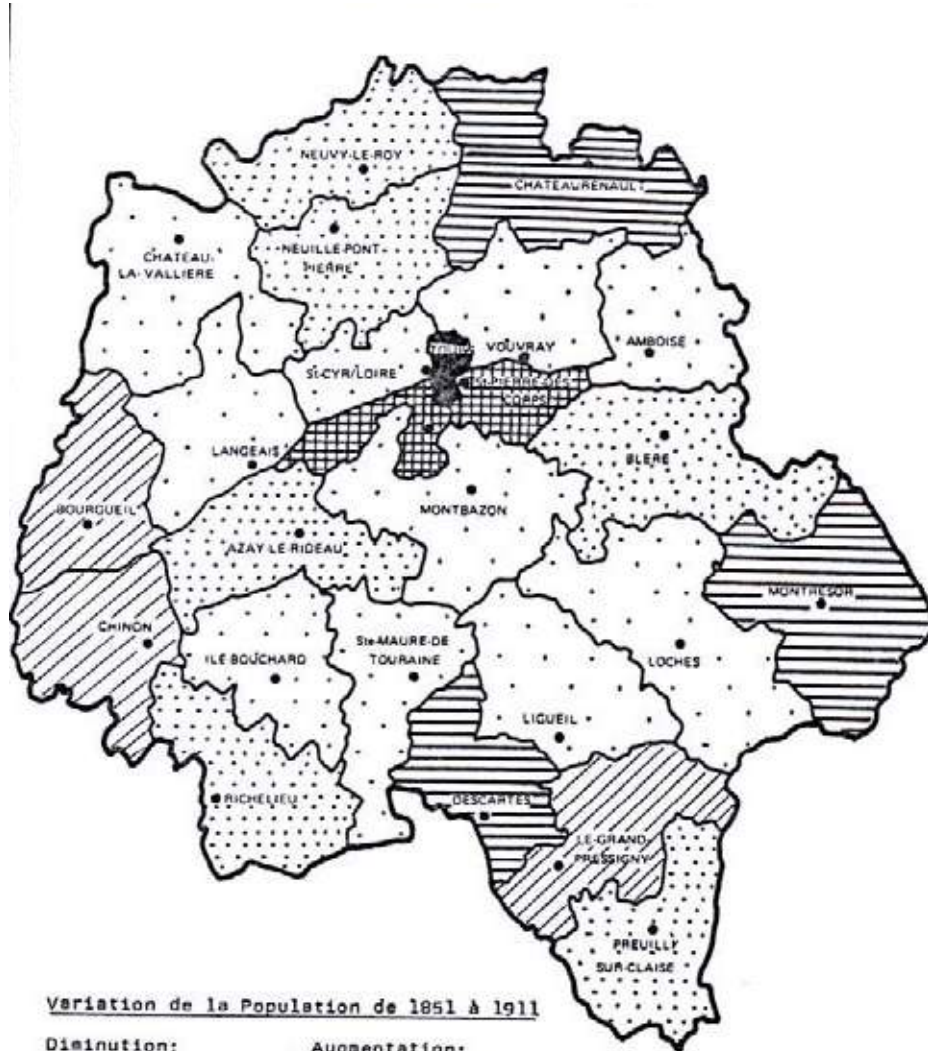 NEUVY-LE-ROY
CHATEAURENAULT
NEUILLE-PONT-
PIERRE
CHATEAU-
LA-VALLIERE
TOURS
VOUVRAY
AMBOISE
St-CYR/LOIRE
St-PIERRE-DES
CORPS
LANGEAIS
BLERE
BOURGUEIL
MONTBAZON
AZAY-LE-RIDEAU
MONTRESOR
CHINON
Ste-MAURE-DE
TOURAINE
ILE-BOUCHARD
LOCHES
LIGUEIL
RICHELIEU
DESCARTES
LE-GRAND-
PRESSIGNY
PREUILLY
SUR-CLAISE
Variation de la Population de 1851 à 1911
Diminution: Augmentation: